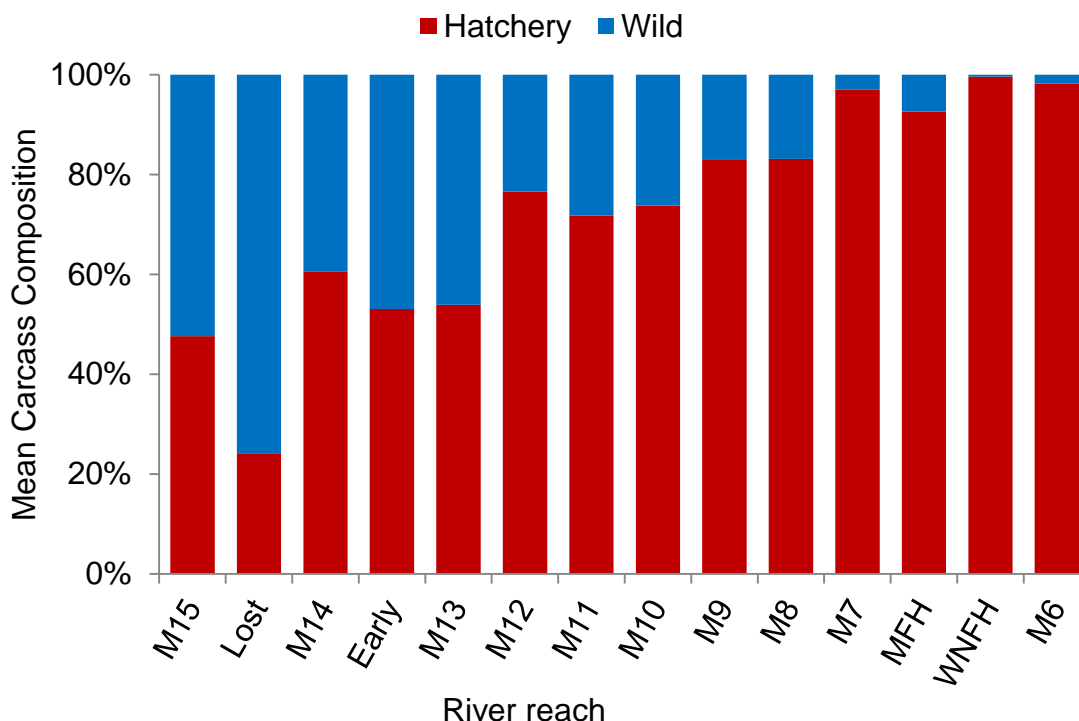 Hatchery Wild
Mean Carcass Composition
100%
80%
60%
40%
20%
0%
M15 Lost M14 Early M13 M12 M11 M10 M9 M8 M7 MFH WNFH M6
River reach